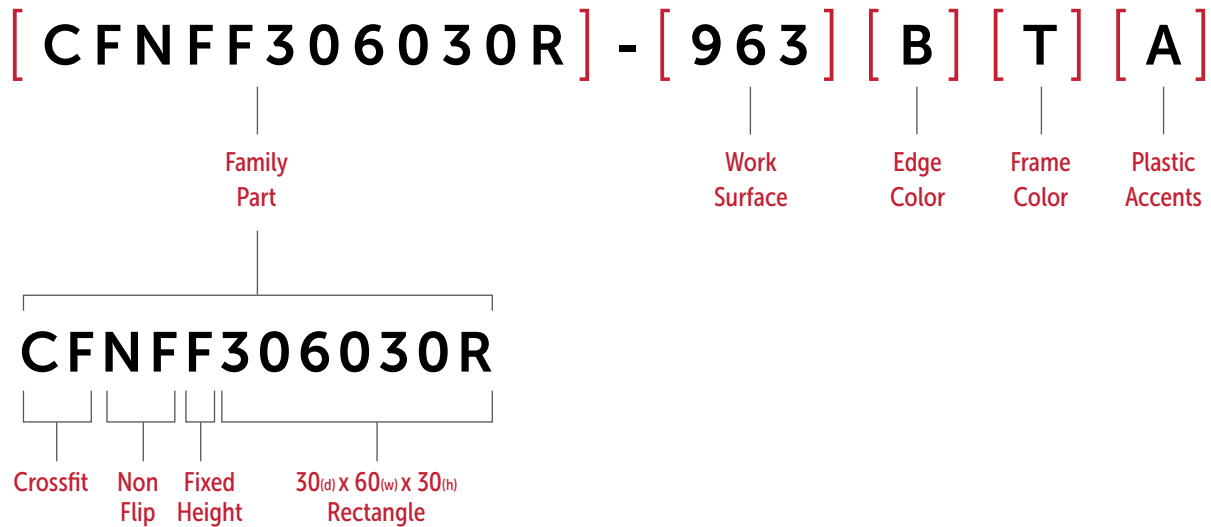 [CFNFF306030R] - [963] [B] [T] [A]
Family Part
Work Surface
Edge Color
Frame Color
Plastic Accents
CFNFF306030R
Crossfit
Non Flip
Fixed Height
30(d) x 60(w) x 30(h)
Rectangle